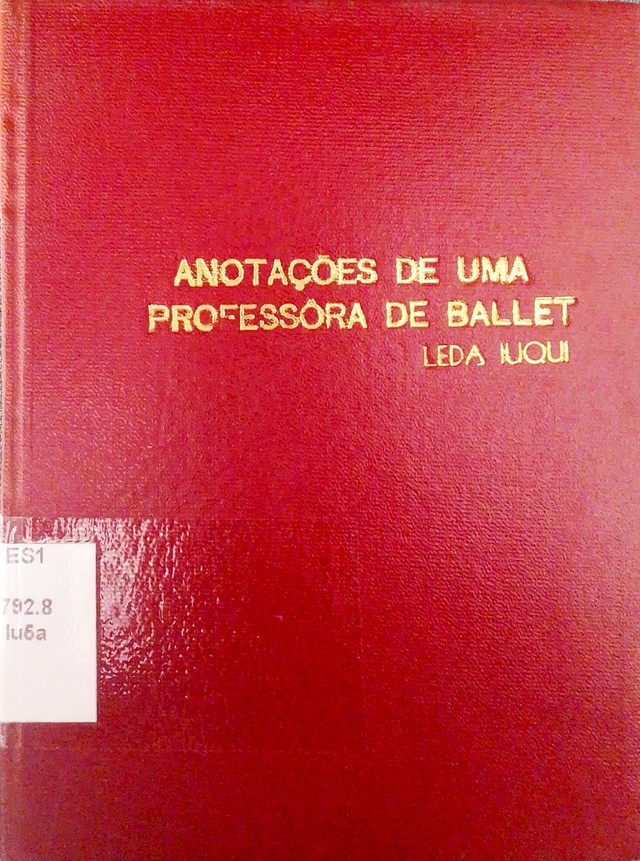 ANOTAÇÕES DE UMA
PROFESSÔRA DE BALLET
LEDA IUQUI
ES1
792.8
Iu6a